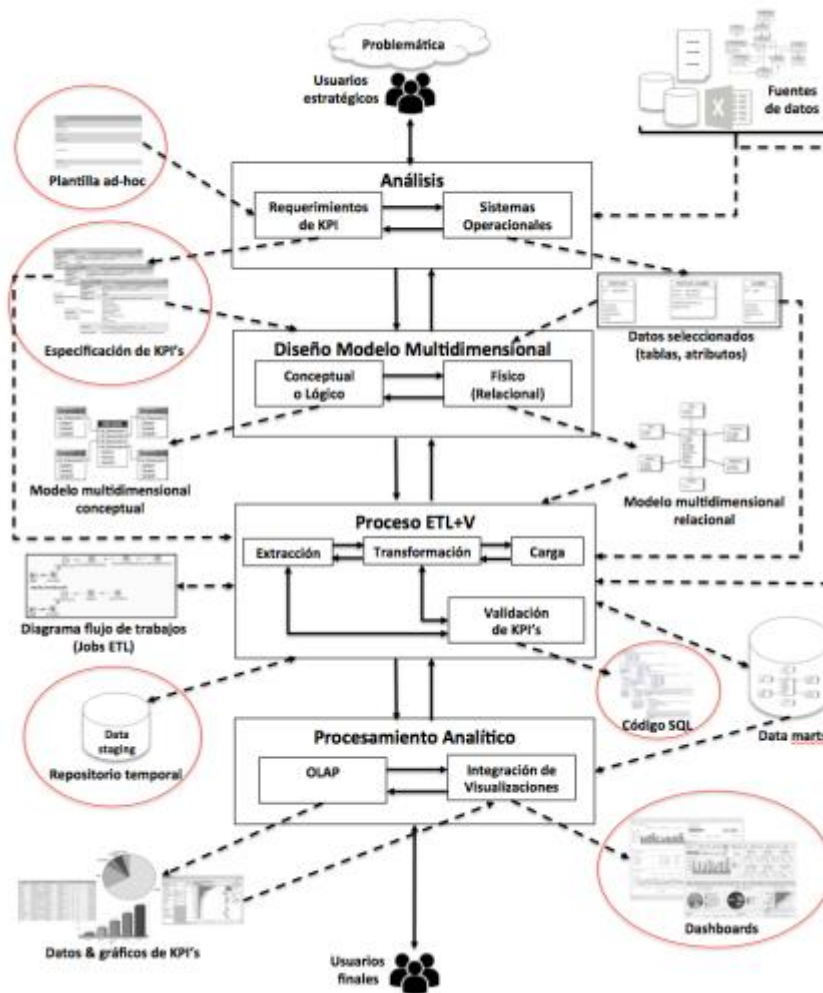 Problemática
Usuarios
estratégicos
Fuentes
de datos
Plantilla ad-hoc
Análisis
Requerimientos
de KPI
Sistemas
Operacionales
Especificación de KPI's
Datos seleccionados
(tablas, atributos)
Diseño Modelo Multidimensional
Conceptual
o Lógico
Físico
(Relacional)
Modelo multidimensional
conceptual
Modelo multidimensional
relacional
Proceso ETL+V
Extracción
Transformación
Carga
Validación
de KPI's
Diagrama flujo de trabajos
(Jobs ETL)
Data
staging
Repositorio temporal
Código SQL
Data marts
Procesamiento Analítico
OLAP
Integración de
Visualizaciones
Datos & gráficos de KPI's
Dashboards
Usuarios
finales